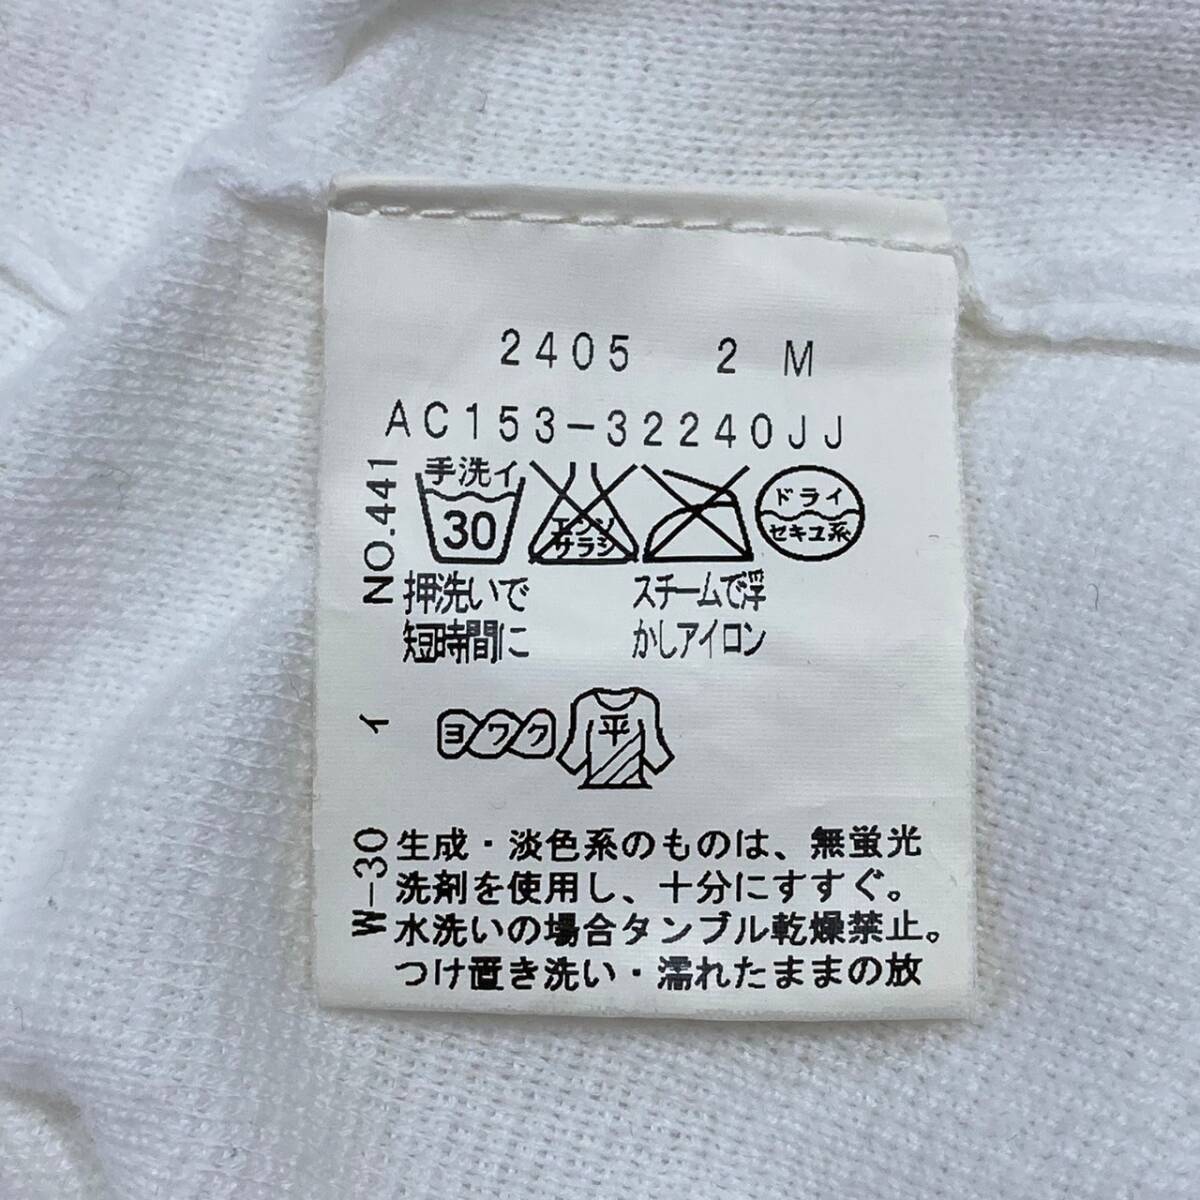 2405 2 M
AC153-32240JJ
手洗イ
30
エンソ
サラシ
ドライ
セキユ系
押洗いで
短時間に
スチームで浮
かしアイロン
ヨワク
平
生成・淡色系のものは、無蛍光
洗剤を使用し、十分にすすぐ。
水洗いの場合タンブル乾燥禁止。
つけ置き洗い・濡れたままの放
NO.441
イ
W-30